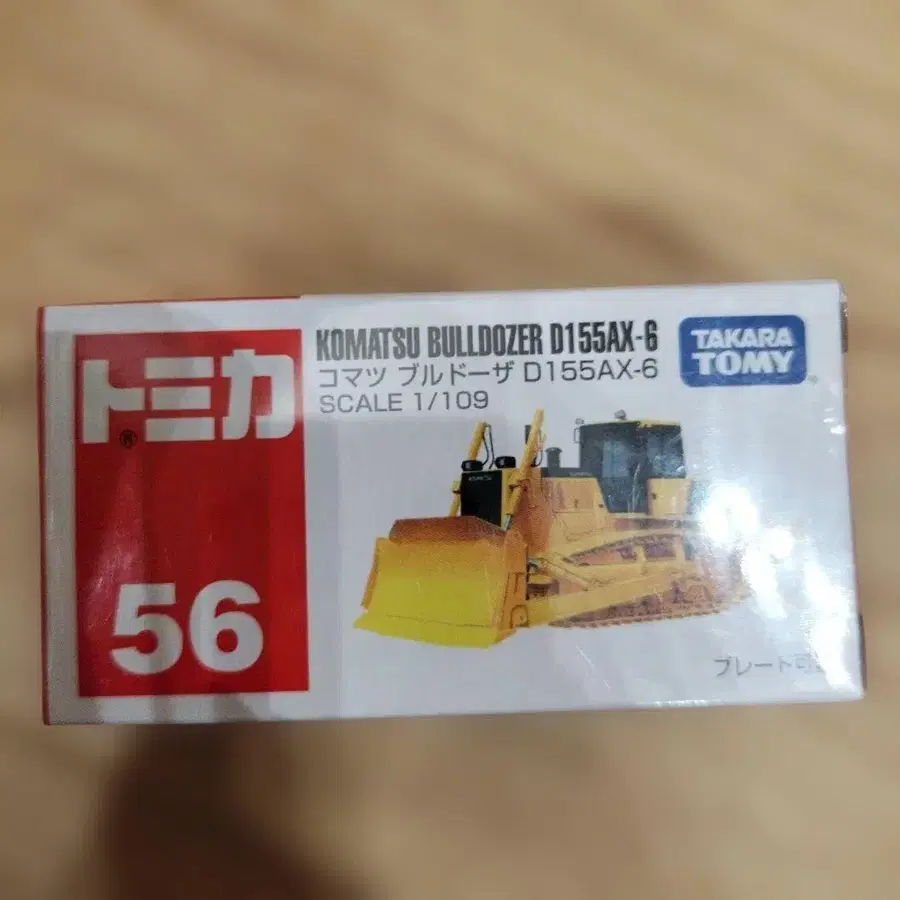 トミカ
®
56
KOMATSU BULLDOZER D155AX-6
コマツ ブルドーザ D155AX-6
SCALE 1/109
TAKARA
TOMY
KOMATSU